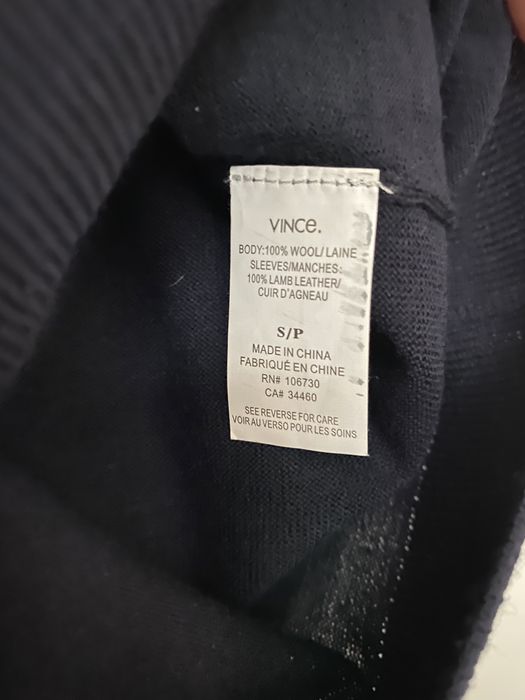 VINCE.
BODY:100% WOOL/LAINE
SLEEVES/MANCHES:
100% LAMB LEATHER/
CUIR D'AGNEAU
S/P
MADE IN CHINA
FABRIQUÉ EN CHINE
RN# 106730
CA# 34460
SEE REVERSE FOR CARE
VOIR AU VERSO POUR LES SOINS